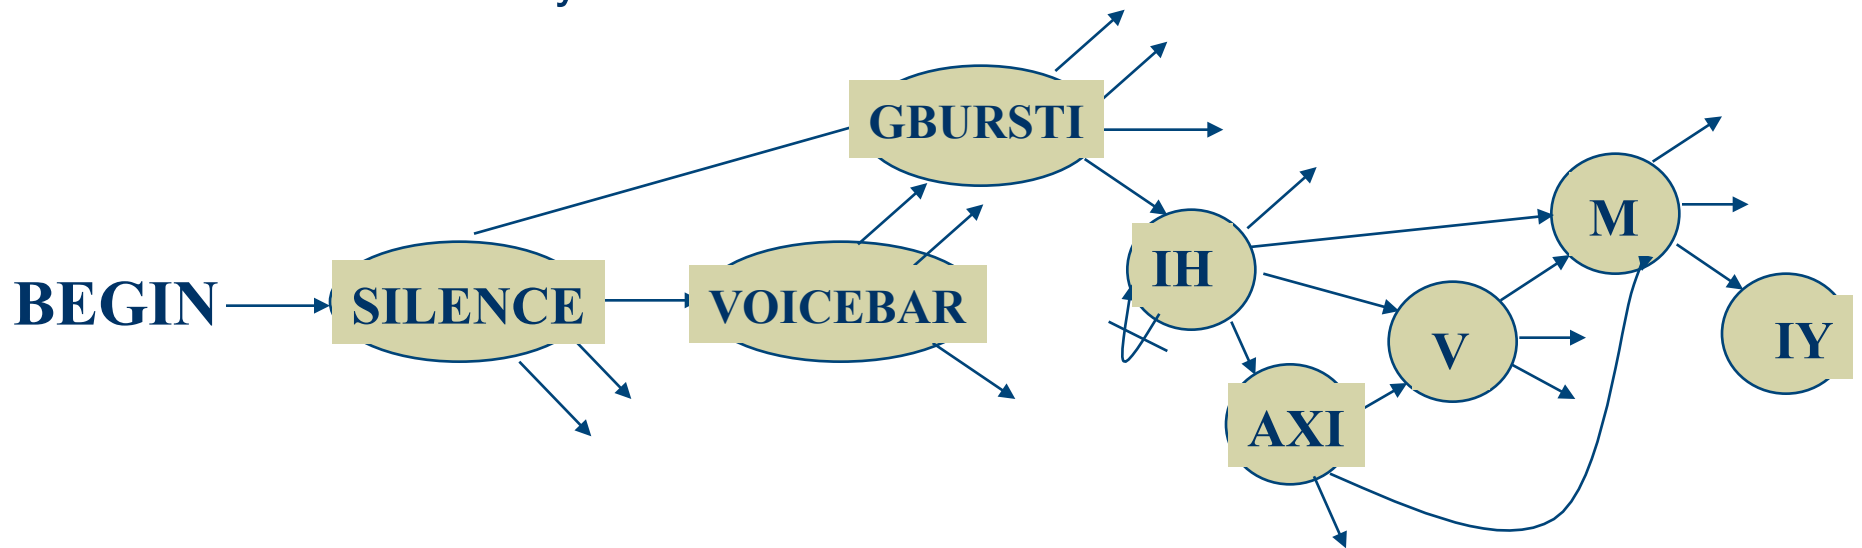 GBURSTI
M
IH
BEGIN
SILENCE
VOICEBAR
V
IY
AXI